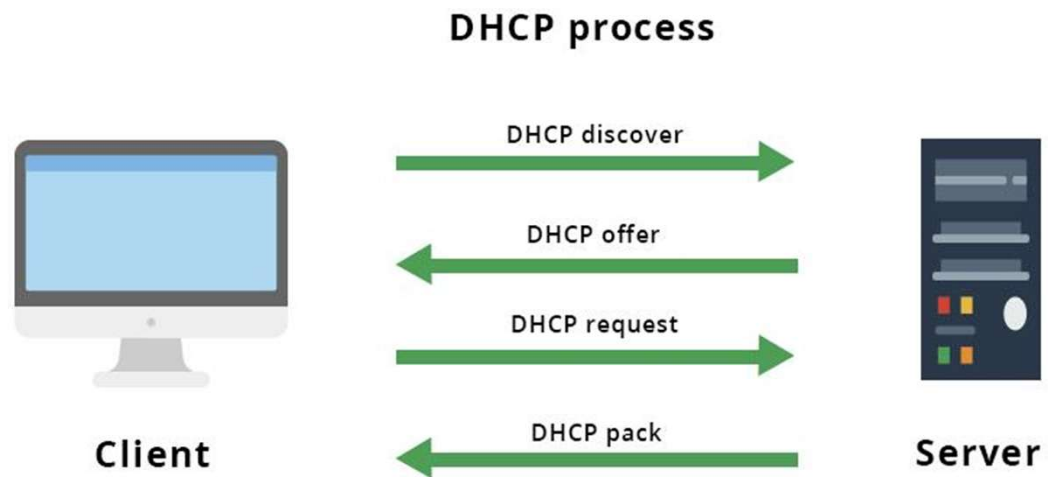 DHCP process
DHCP discover
DHCP offer
DHCP request
DHCP pack
Client
Server